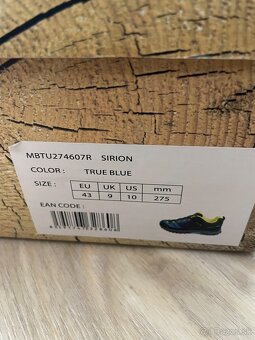 MBTU274607R SIRION
COLOR : TRUE BLUE
SIZE : EU UK US mm
43 9 10 275
EAN CODE :